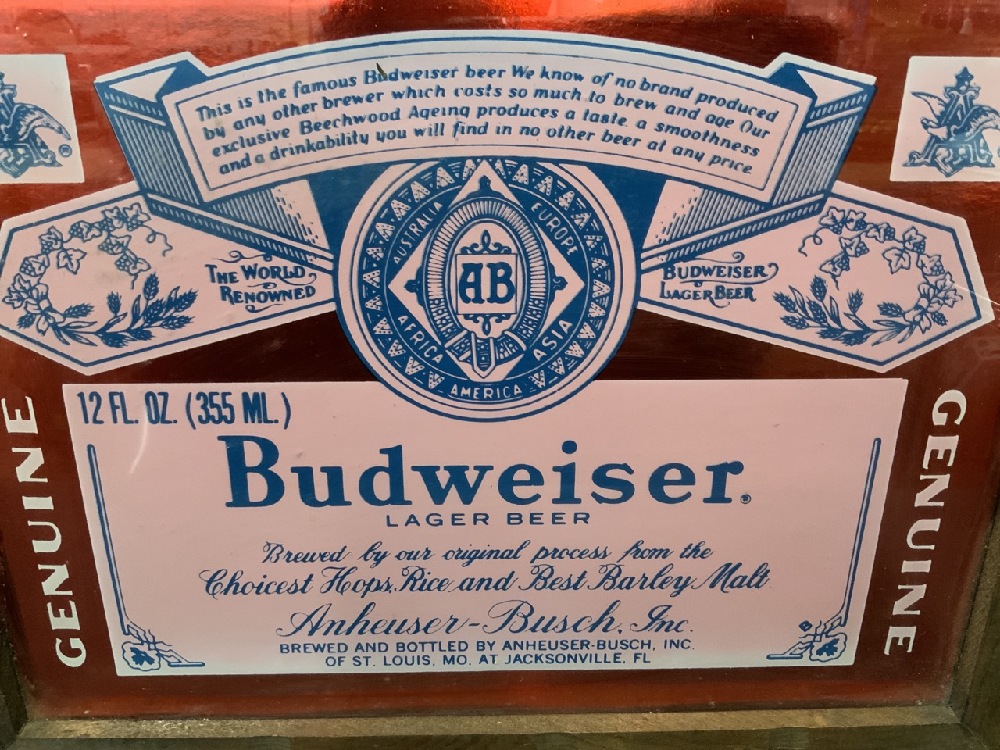 This is the famous Budweiser beer We know of no brand produced
by any other brewer which costs so much to brew and age Our
exclusive Beechwood Ageing produces a taste a smoothness
and a drinkability you will find in no other beer at any price
AUSTRALIA
EUROPE
AB
AFRICA
ASIA
AMERICA
THE WORLD
RENOWNED
BUDWEISER
LAGER BEER
GENUINE
12 FL. OZ. (355 ML.)
Budweiser®
LAGER BEER
Brewed by our original process from the
Choicest Hops, Rice and Best Barley Malt
Anheuser-Busch, Inc.
BREWED AND BOTTLED BY ANHEUSER-BUSCH, INC.
OF ST. LOUIS, MO. AT JACKSONVILLE, FL
GENUINE